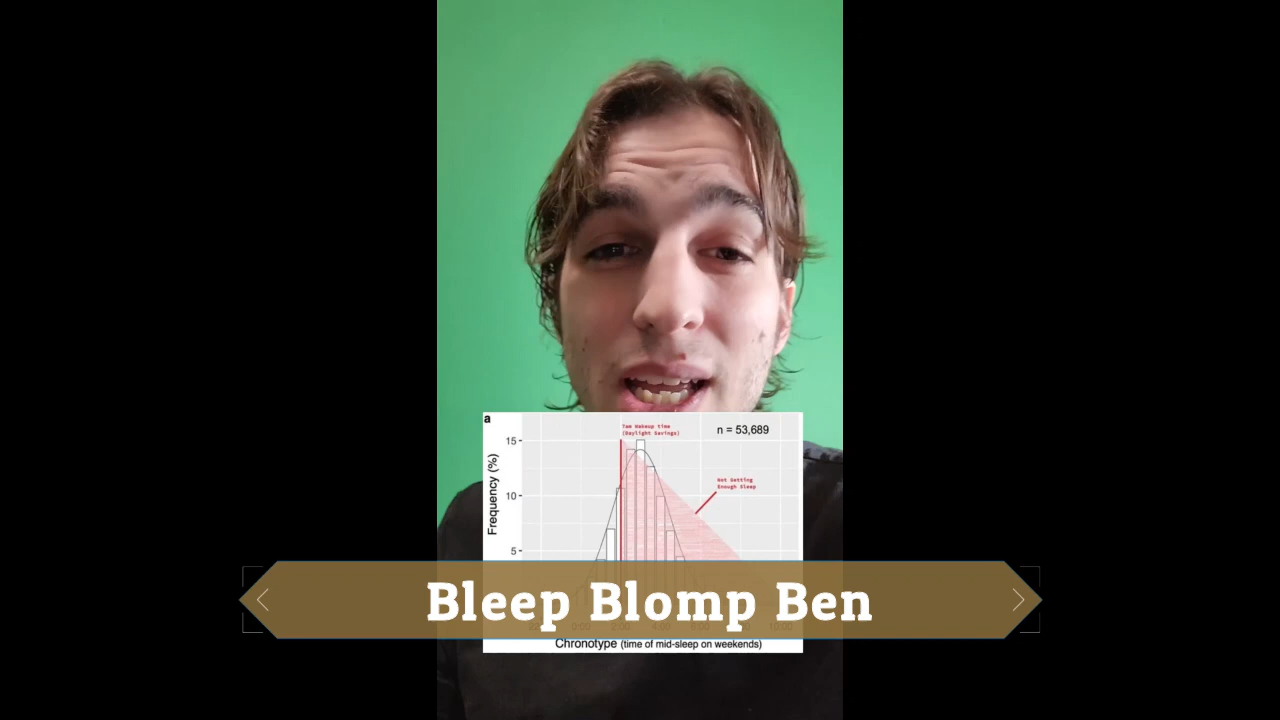 a
7am Wakeup time
(Daylight Savings)
n = 53,689
15
Not Getting
Enough Sleep
10
Frequency (%)
5
Bleep Blomp Ben
Chronotype (time of mid-sleep on weekends)